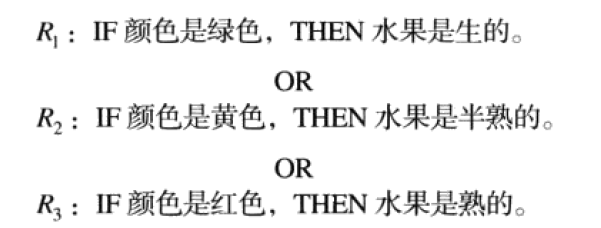 R₁：IF 颜色是绿色，THEN 水果是生的。
OR
R₂：IF 颜色是黄色，THEN 水果是半熟的。
OR
R₃：IF 颜色是红色，THEN 水果是熟的。